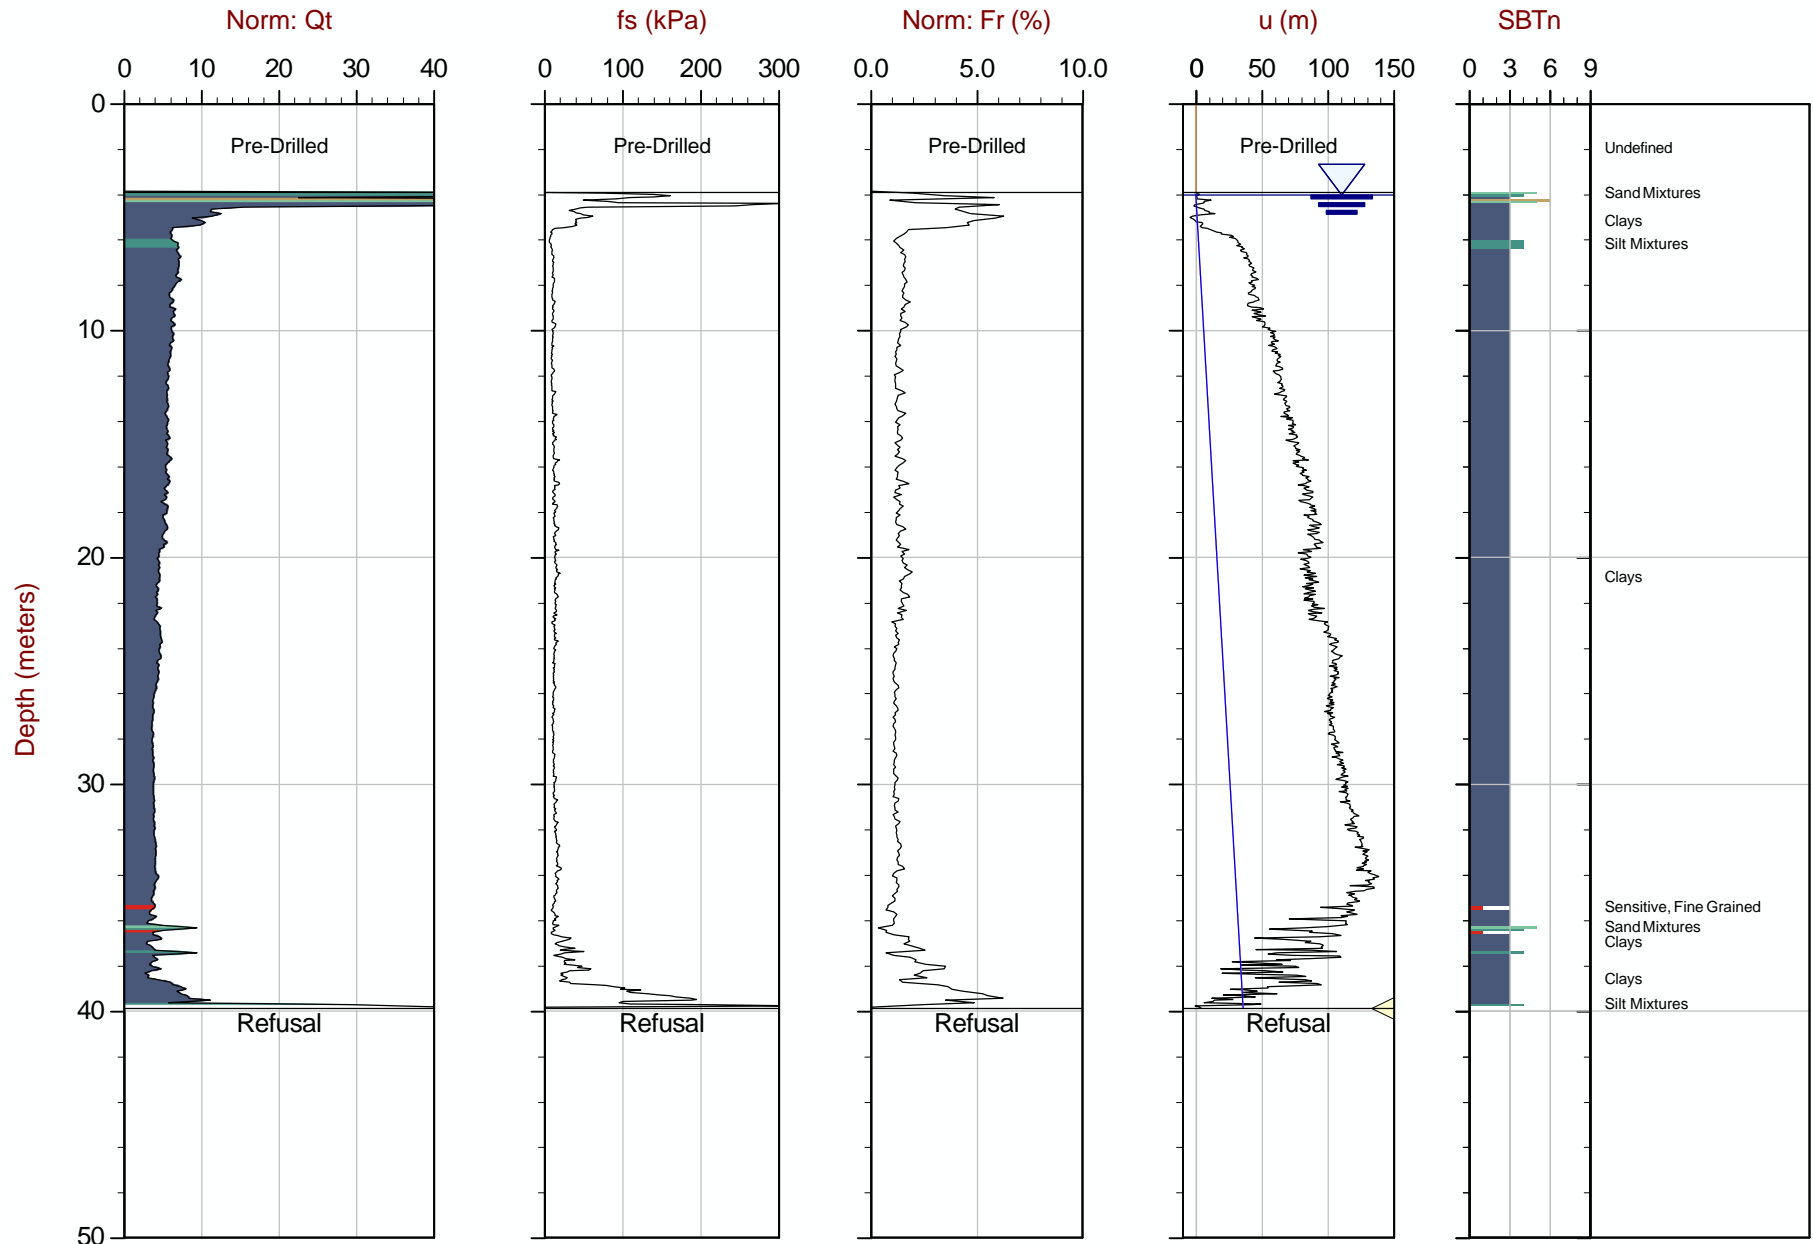 Norm: Qt fs (kPa) Norm: Fr (%) u (m) SBTn
0 10 20 30 40 0 100 200 300 0.0 5.0 10.0 0 50 100 150 0 3 6 9
0
Pre-Drilled Pre-Drilled Pre-Drilled Pre-Drilled Undefined
Sand Mixtures
Clays
Silt Mixtures
10
20
Clays
Depth (meters)
30
Sensitive, Fine Grained
Sand Mixtures
Clays
Clays
Silt Mixtures
40
Refusal Refusal Refusal Refusal
50